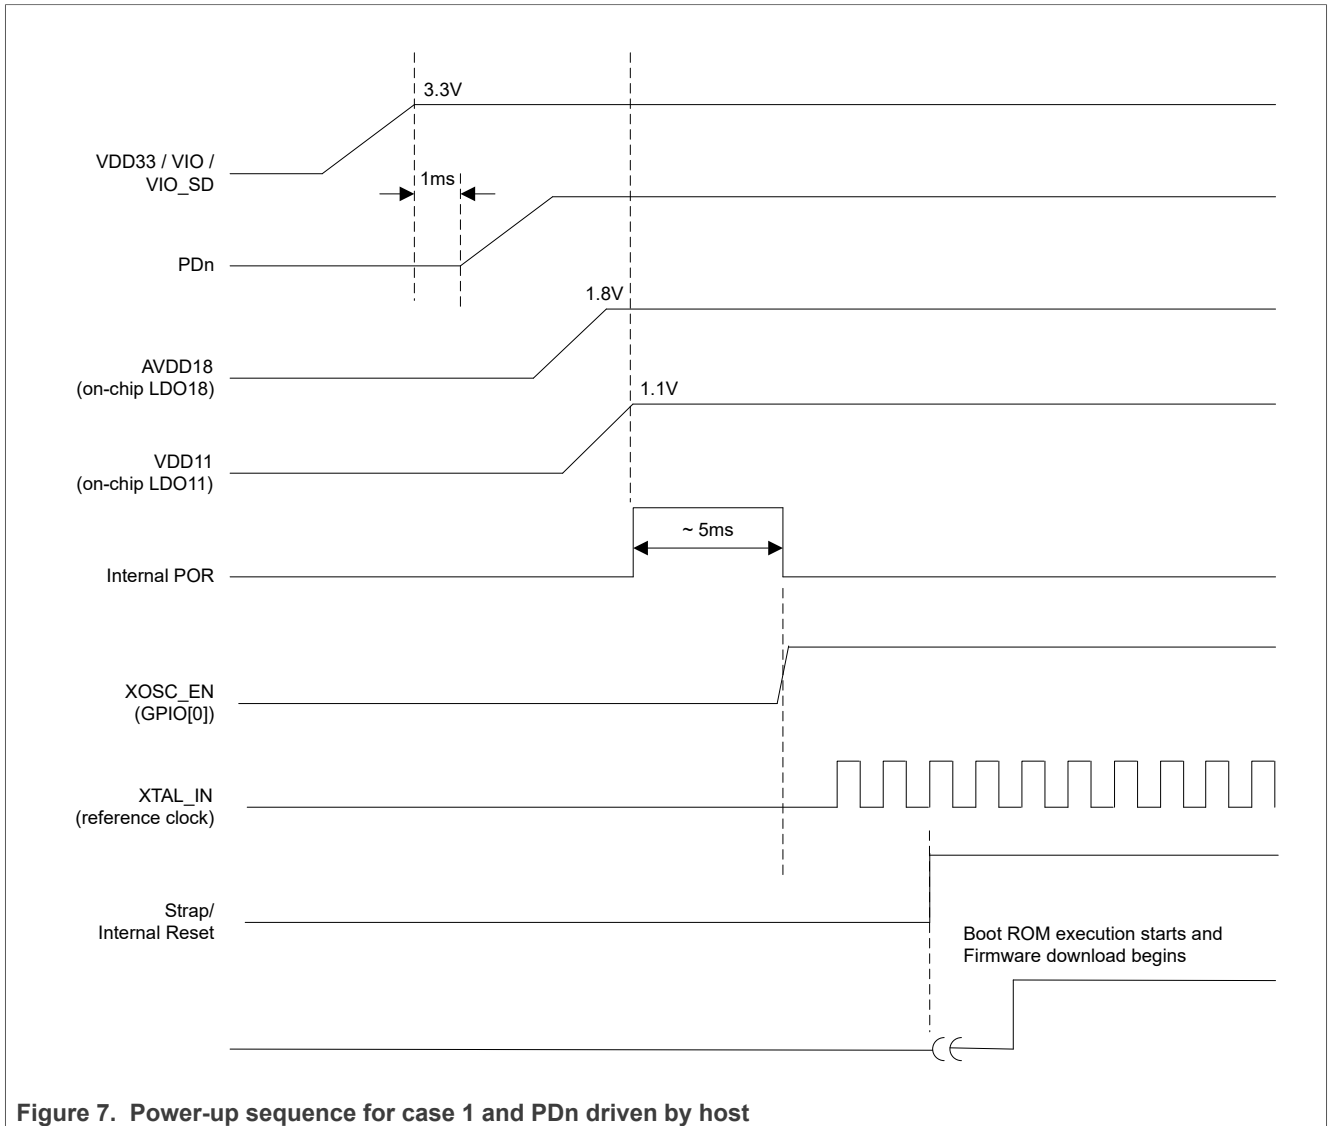 3.3V
VDD33 / VIO /
VIO_SD
1ms
PDn
1.8V
AVDD18
(on-chip LDO18)
1.1V
VDD11
(on-chip LDO11)
~ 5ms
Internal POR
XOSC_EN
(GPIO[0])
XTAL_IN
(reference clock)
Strap/
Internal Reset
Boot ROM execution starts and
Firmware download begins
Figure 7. Power-up sequence for case 1 and PDn driven by host